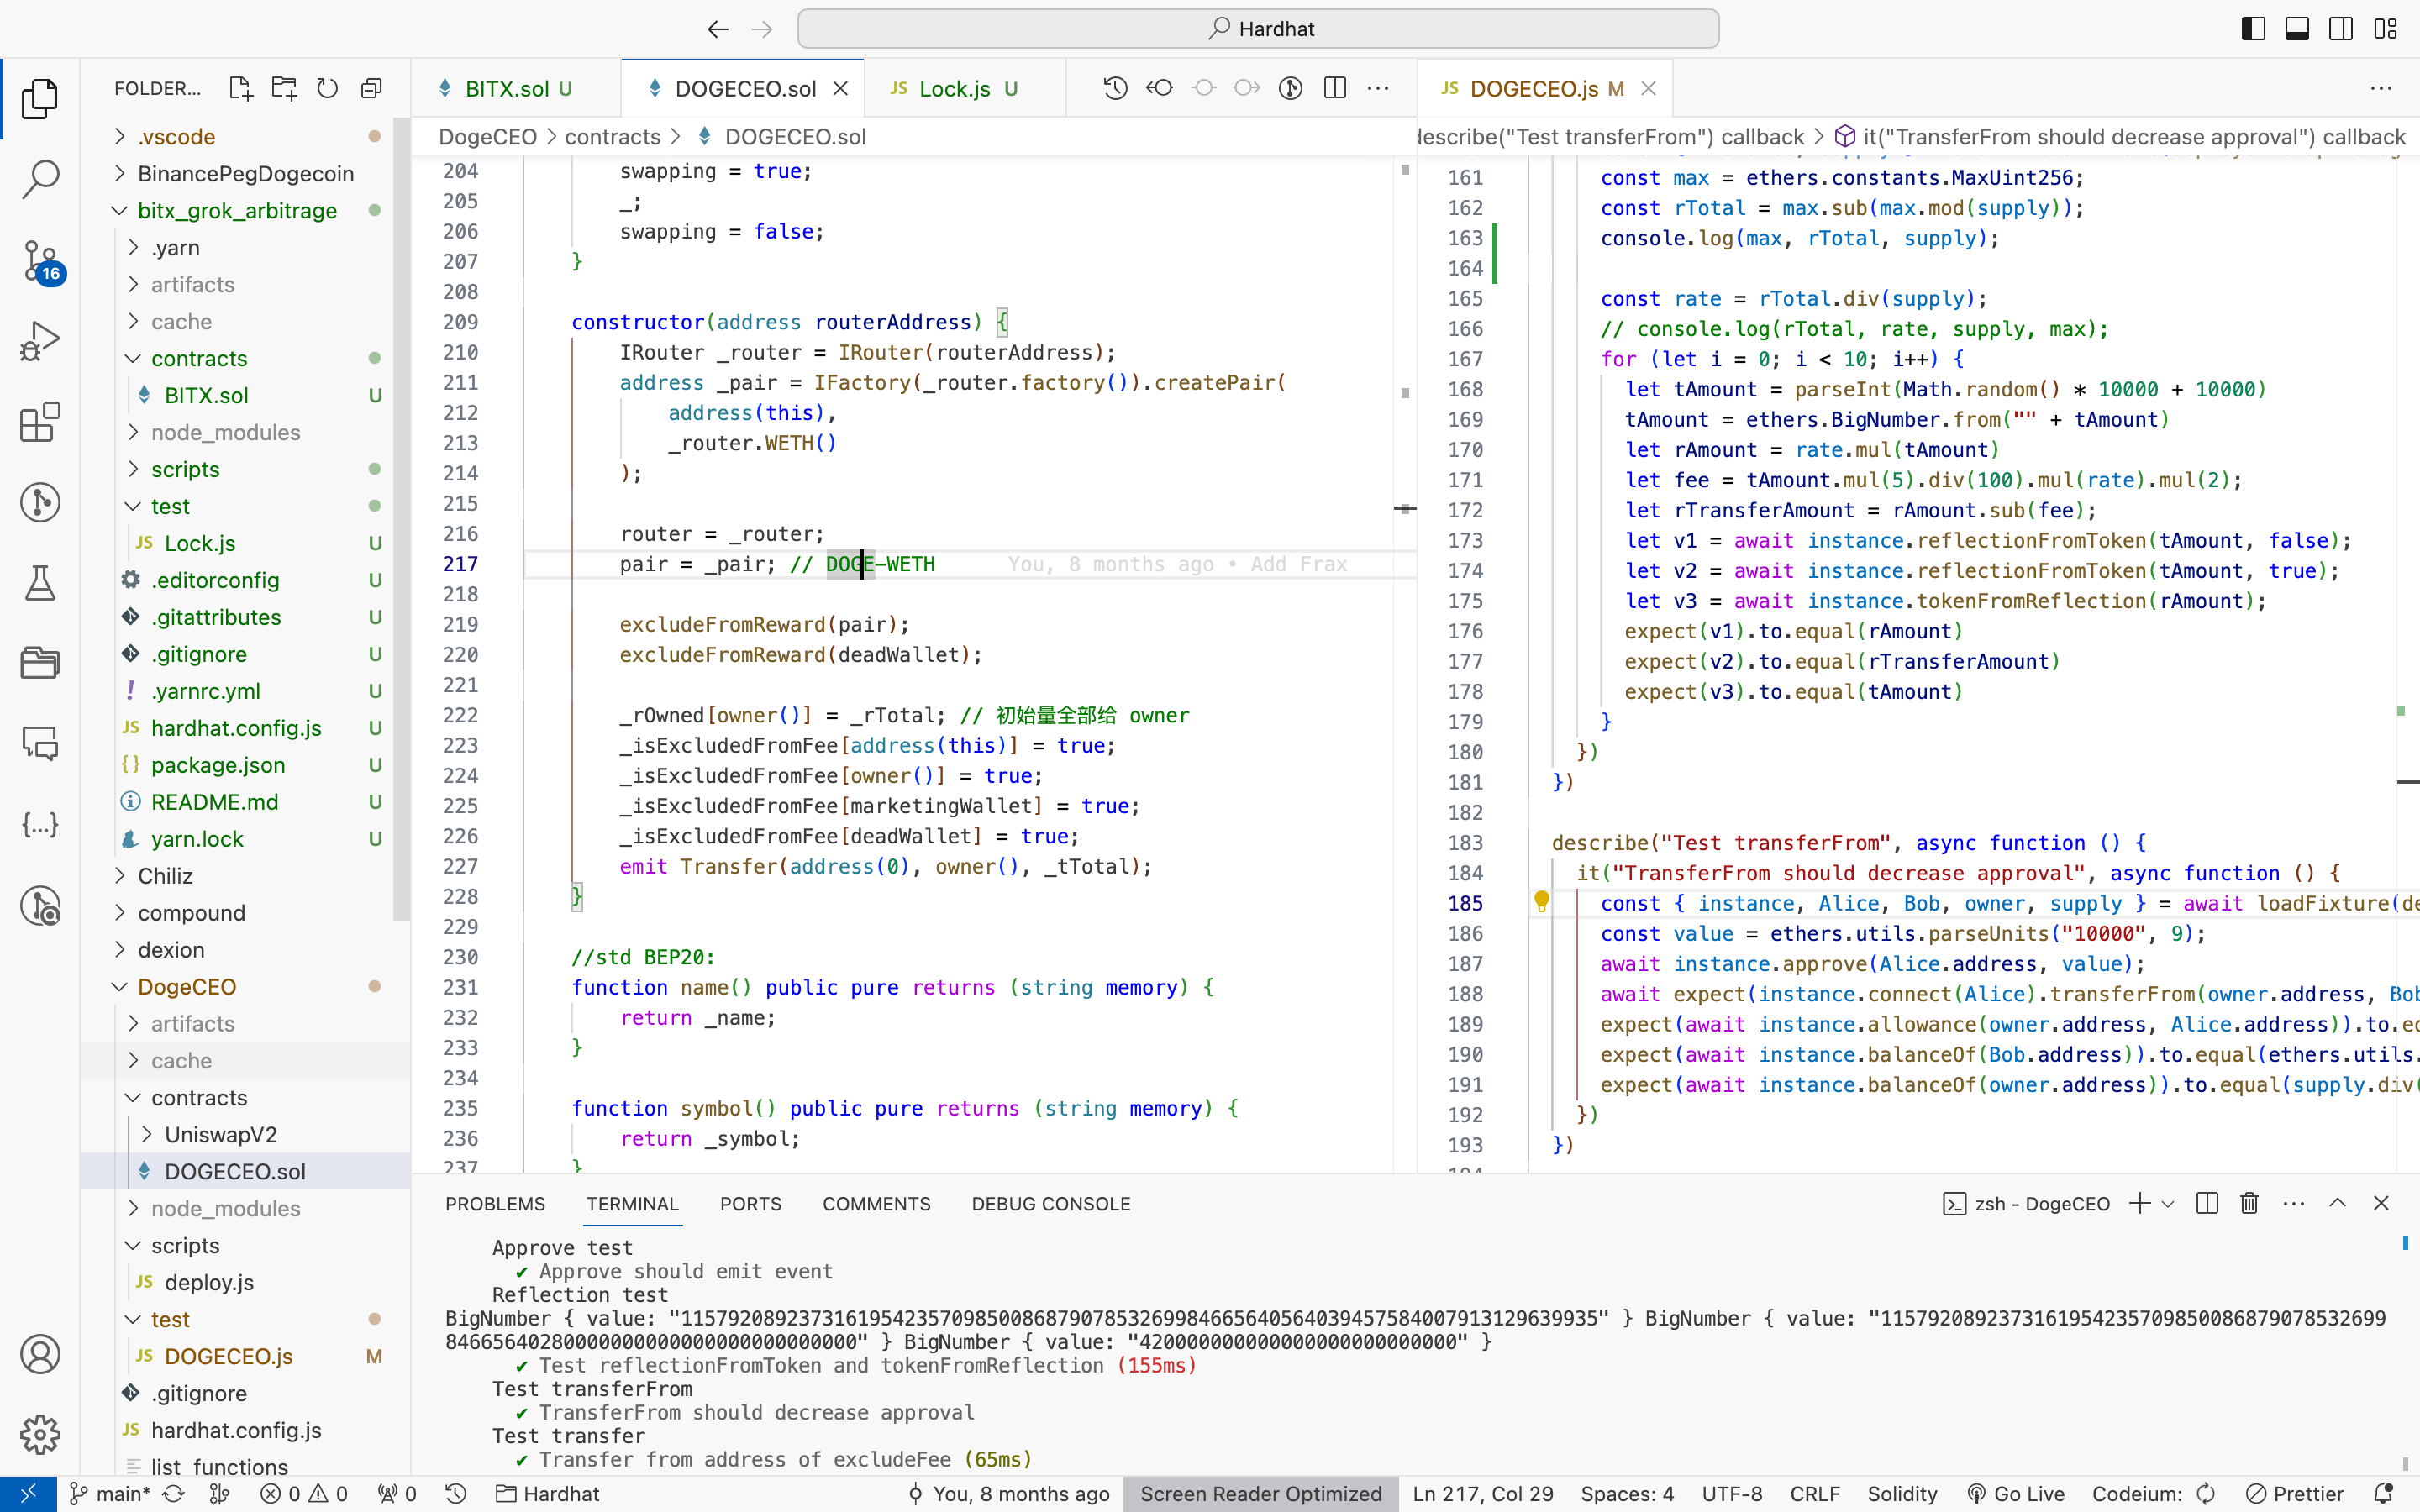 Hardhat
FOLDER...
.vscode
BinancePegDogecoin
bitx_grok_arbitrage
.yarn
artifacts
cache
contracts
BITX.sol U
node_modules
scripts
test
JS Lock.js U
.editorconfig U
.gitattributes U
.gitignore U
! .yarnrc.yml U
JS hardhat.config.js U
{} package.json U
README.md U
yarn.lock U
Chiliz
compound
dexion
DogeCEO
artifacts
cache
contracts
UniswapV2
DOGECEO.sol
node_modules
scripts
JS deploy.js
test
JS DOGECEO.js M
.gitignore
JS hardhat.config.js
list_functions
16
BITX.sol U
DOGECEO.sol
JS Lock.js U
DogeCEO > contracts > DOGECEO.sol
204 swapping = true;
205 _;
206 swapping = false;
207 }
208
209 constructor(address routerAddress) {
210 IRouter _router = IRouter(routerAddress);
211 address _pair = IFactory(_router.factory()).createPair(
212 address(this),
213 _router.WETH()
214 );
215
216 router = _router;
217 pair = _pair; // DOGE-WETH You, 8 months ago • Add Frax
218
219 excludeFromReward(pair);
220 excludeFromReward(deadWallet);
221
222 _rOwned[owner()] = _rTotal; // 初始量全部给 owner
223 _isExcludedFromFee[address(this)] = true;
224 _isExcludedFromFee[owner()] = true;
225 _isExcludedFromFee[marketingWallet] = true;
226 _isExcludedFromFee[deadWallet] = true;
227 emit Transfer(address(0), owner(), _tTotal);
228 }
229
230 //std BEP20:
231 function name() public pure returns (string memory) {
232 return _name;
233 }
234
235 function symbol() public pure returns (string memory) {
236 return _symbol;
237 }
JS DOGECEO.js M
describe("Test transferFrom") callback > it("TransferFrom should decrease approval") callback
161 const max = ethers.constants.MaxUint256;
162 const rTotal = max.sub(max.mod(supply));
163 console.log(max, rTotal, supply);
164
165 const rate = rTotal.div(supply);
166 // console.log(rTotal, rate, supply, max);
167 for (let i = 0; i < 10; i++) {
168 let tAmount = parseInt(Math.random() * 10000 + 10000)
169 tAmount = ethers.BigNumber.from("" + tAmount)
170 let rAmount = rate.mul(tAmount)
171 let fee = tAmount.mul(5).div(100).mul(rate).mul(2);
172 let rTransferAmount = rAmount.sub(fee);
173 let v1 = await instance.reflectionFromToken(tAmount, false);
174 let v2 = await instance.reflectionFromToken(tAmount, true);
175 let v3 = await instance.tokenFromReflection(rAmount);
176 expect(v1).to.equal(rAmount)
177 expect(v2).to.equal(rTransferAmount)
178 expect(v3).to.equal(tAmount)
179 }
180 })
181 })
182
183 describe("Test transferFrom", async function () {
184 it("TransferFrom should decrease approval", async function () {
185 const { instance, Alice, Bob, owner, supply } = await loadFixture(de
186 const value = ethers.utils.parseUnits("10000", 9);
187 await instance.approve(Alice.address, value);
188 await expect(instance.connect(Alice).transferFrom(owner.address, Bob
189 expect(await instance.allowance(owner.address, Alice.address)).to.eq
190 expect(await instance.balanceOf(Bob.address)).to.equal(ethers.utils.
191 expect(await instance.balanceOf(owner.address)).to.equal(supply.div(
192 })
193 })
PROBLEMS TERMINAL PORTS COMMENTS DEBUG CONSOLE
zsh - DogeCEO
Approve test
✔ Approve should emit event
Reflection test
BigNumber { value: "115792089237316195423570985008687907853269984665640564039457584007913129639935" } BigNumber { value: "1157920892373161954235709850086879078532699
84665640280000000000000000000000000" } BigNumber { value: "420000000000000000000000000" }
✔ Test reflectionFromToken and tokenFromReflection (155ms)
Test transferFrom
✔ TransferFrom should decrease approval
Test transfer
✔ Transfer from address of excludeFee (65ms)
main* 0 0 0 Hardhat You, 8 months ago Screen Reader Optimized Ln 217, Col 29 Spaces: 4 UTF-8 CRLF Solidity Go Live Codeium: Prettier